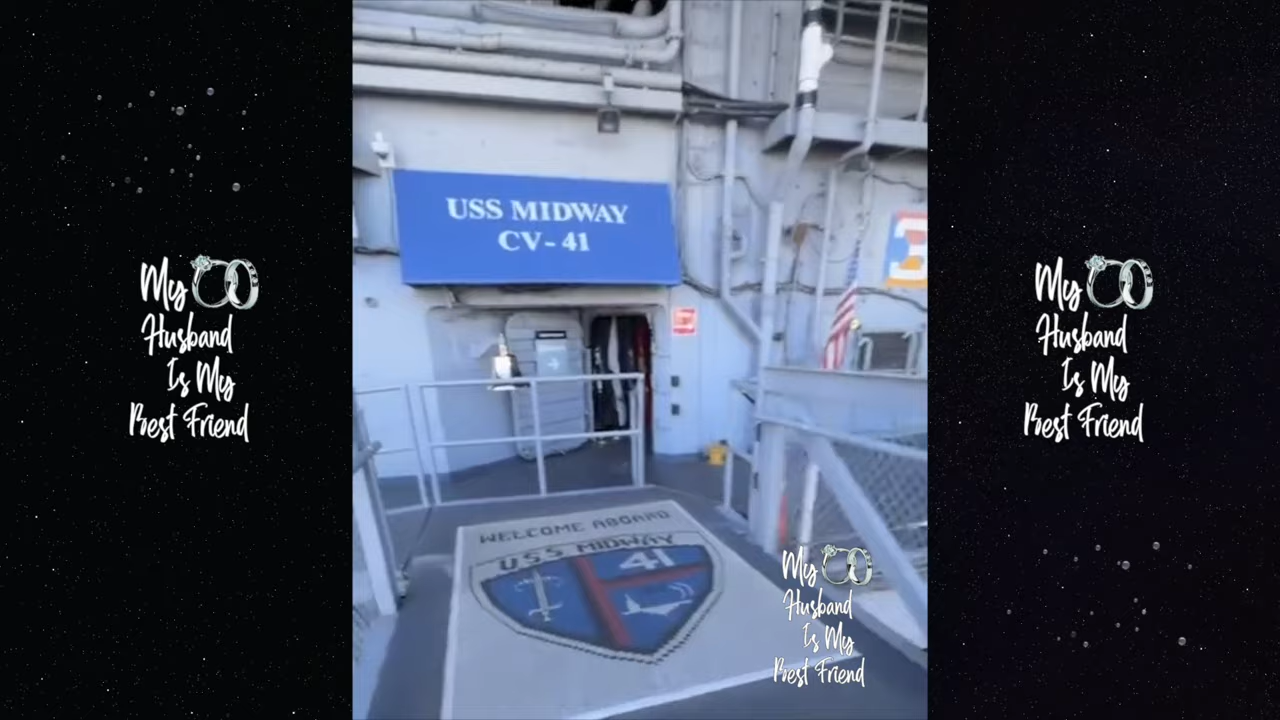 My
Husband
Is My
Best Friend
USS MIDWAY
CV-41
WELCOME ABOARD
U.S.S MIDWAY
41
My
Husband
Is My
Best Friend
My
Husband
Is My
Best Friend